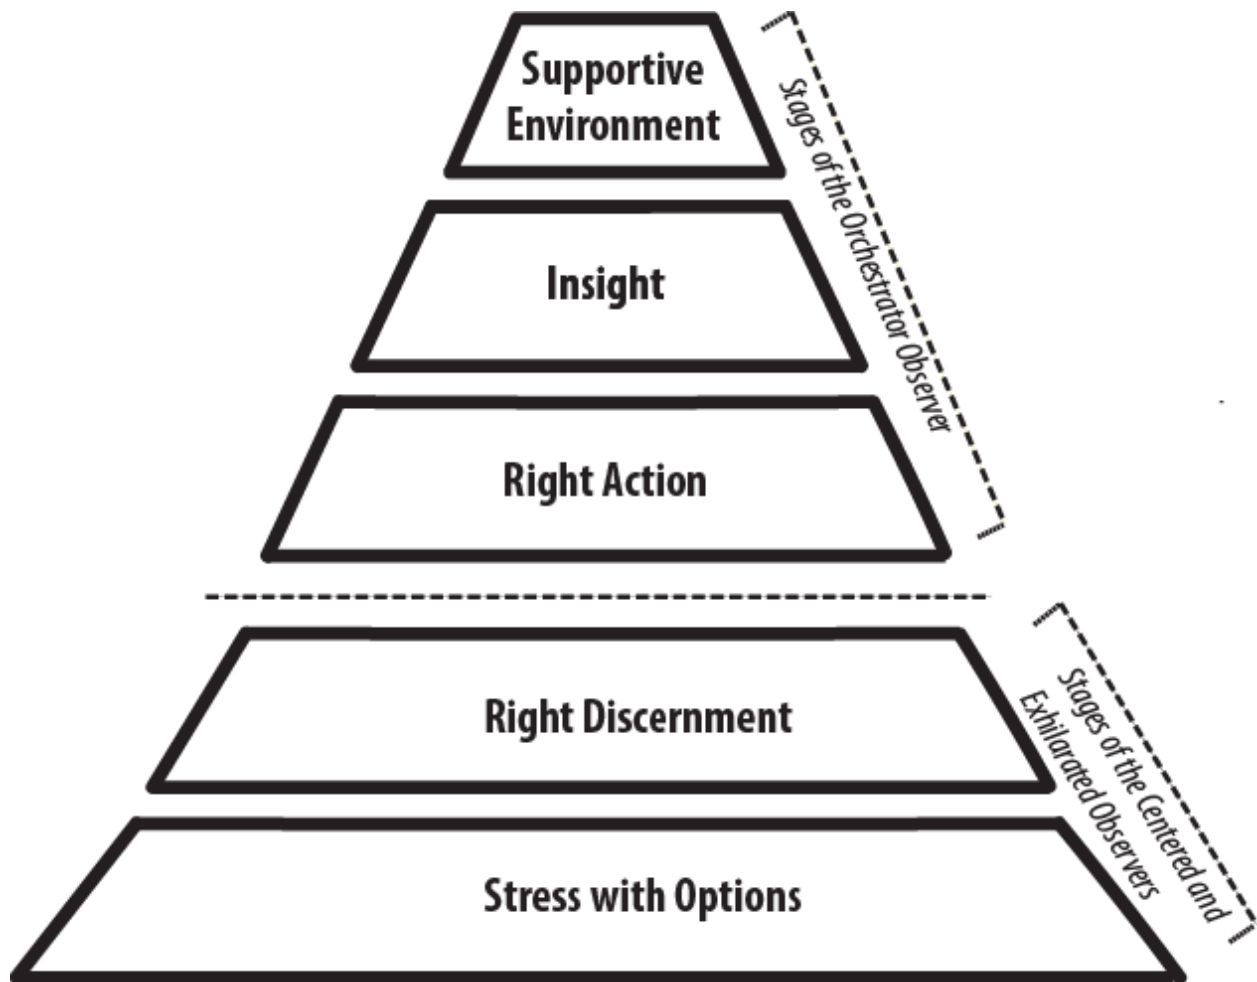 Supportive
Environment
Stages of the Orchestrator Observer
Insight
Right Action
Right Discernment
Stages of the Centered and
Exhilarated Observers
Stress with Options